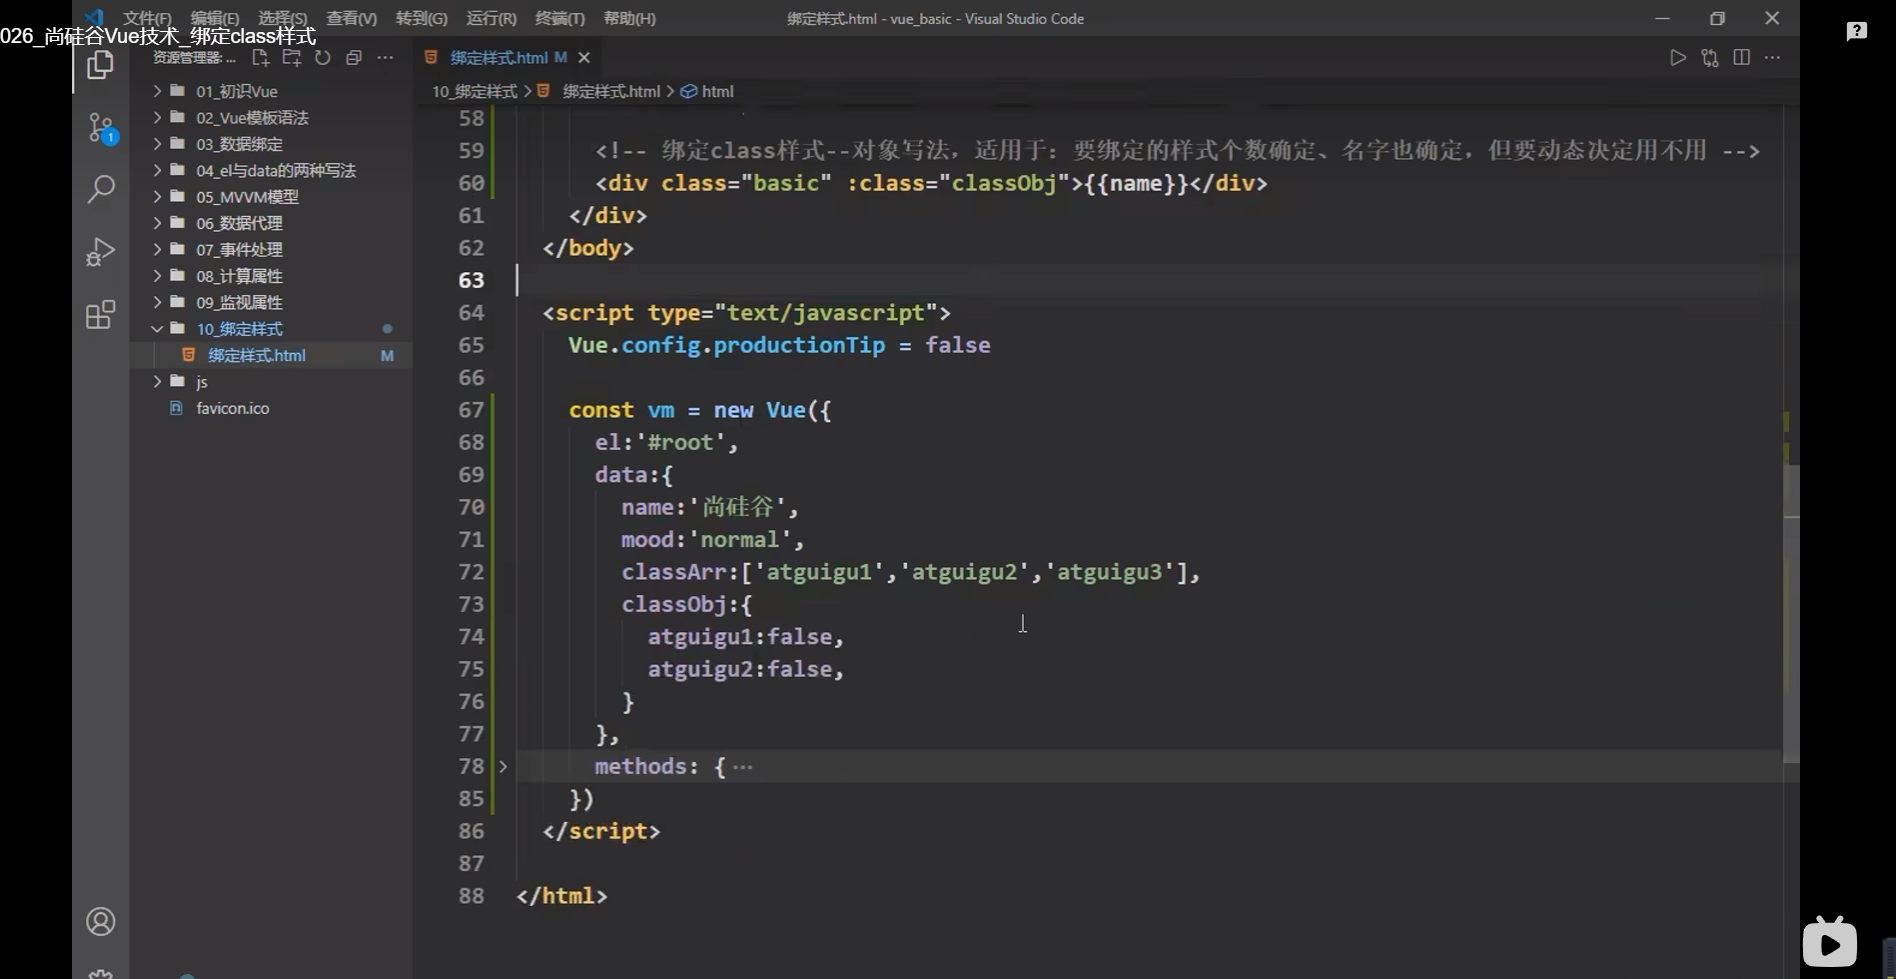 文件(F) 编辑(E) 选择(S) 查看(V) 转到(G) 运行(R) 终端(T) 帮助(H) 绑定样式.html - vue_basic - Visual Studio Code
026_尚硅谷Vue技术_绑定class样式
资源管理器: ...
绑定样式.html M
10_绑定样式 > 绑定样式.html > html
1
01_初识Vue
02_Vue模板语法
03_数据绑定
04_el与data的两种写法
05_MVVM模型
06_数据代理
07_事件处理
08_计算属性
09_监视属性
10_绑定样式
绑定样式.html M
js
favicon.ico
58
59 <!-- 绑定class样式--对象写法，适用于：要绑定的样式个数确定、名字也确定，但要动态决定用不用 -->
60 <div class="basic" :class="classObj">{{name}}</div>
61 </div>
62 </body>
63
64 <script type="text/javascript">
65 Vue.config.productionTip = false
66
67 const vm = new Vue({
68 el:'#root',
69 data:{
70 name:'尚硅谷',
71 mood:'normal',
72 classArr:['atguigu1','atguigu2','atguigu3'],
73 classObj:{
74 atguigu1:false,
75 atguigu2:false,
76 }
77 },
78 methods: { ...
85 })
86 </script>
87
88 </html>